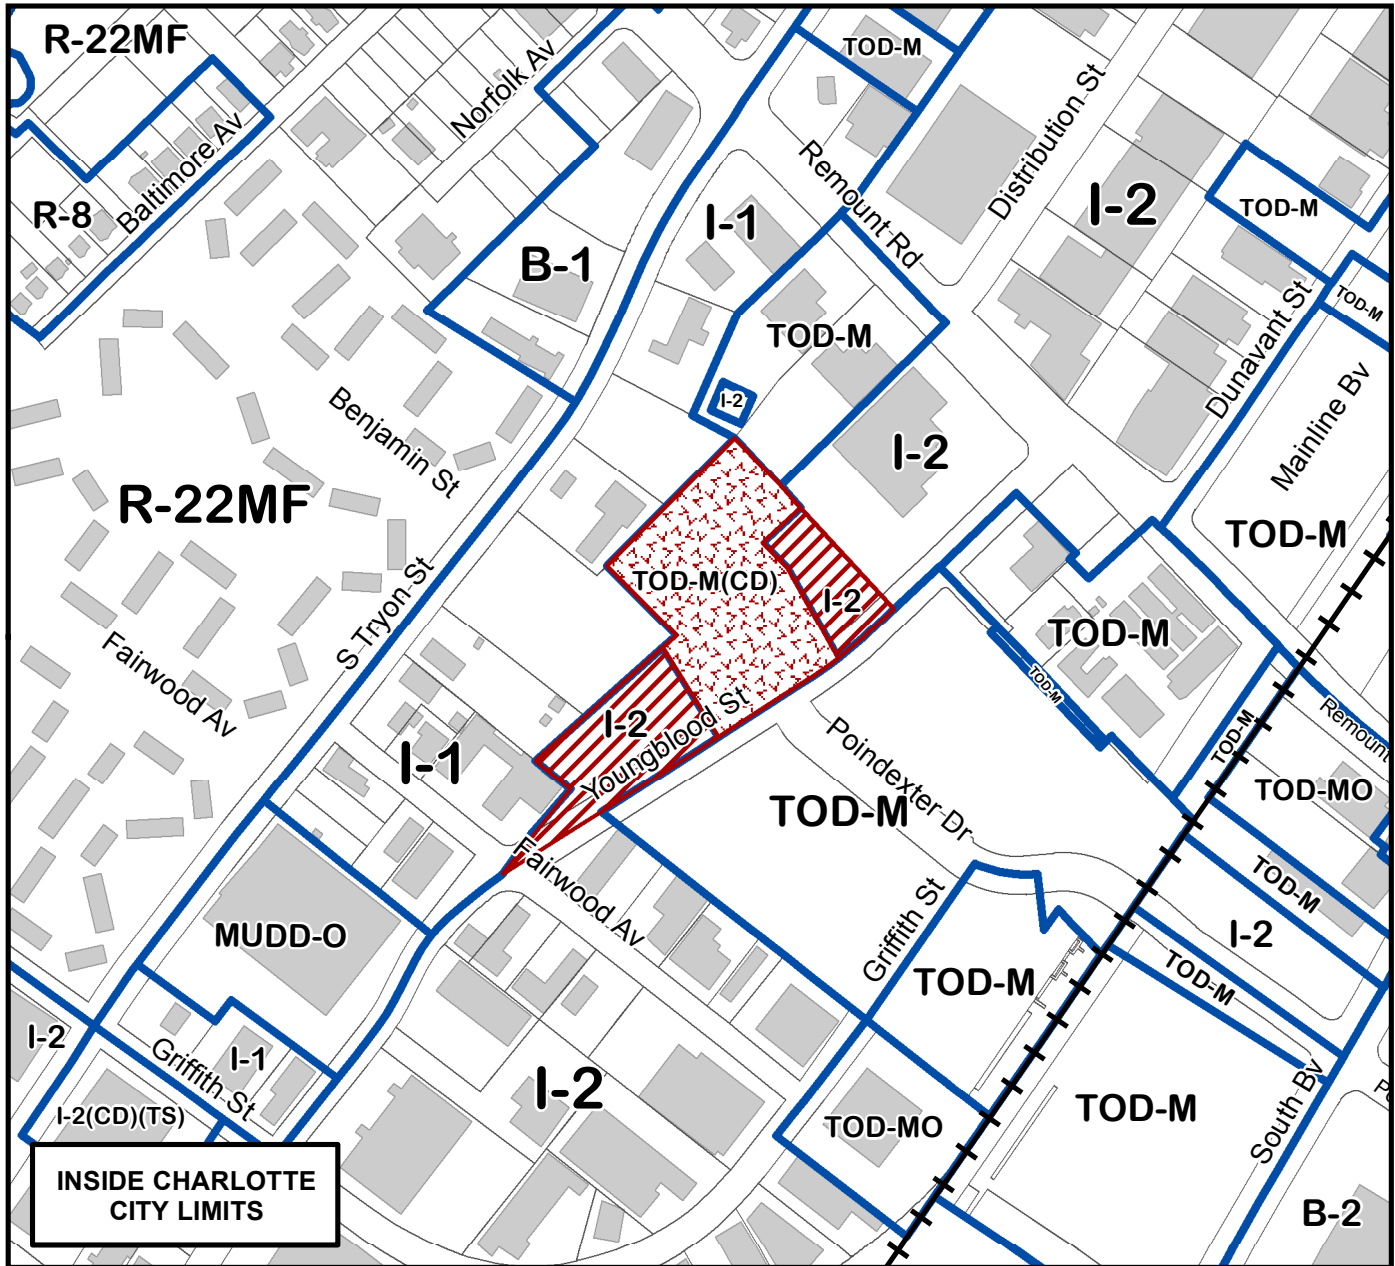 R-22MF
Norfolk Av
TOD-M
Distribution St
Baltimore Av
R-8
Remount Rd
I-1
I-2
TOD-M
B-1
TOD-M
TOD-M
Dunavant St
Mainline Bv
Benjamin St
I-2
I-2
R-22MF
TOD-M
S Tryon St
TOD-M(CD)
I-2
TOD-M
Fairwood Av
TOD-M
I-2
Youngblood St
Remount
TOD-M
I-1
Poindexter Dr
TOD-M
TOD-MO
Fairwood Av
TOD-M
Griffith St
MUDD-O
I-2
TOD-M
TOD-M
I-2
I-1
Griffith St
I-2
TOD-M
South Bv
I-2(CD)(TS)
TOD-MO
INSIDE CHARLOTTE
CITY LIMITS
B-2